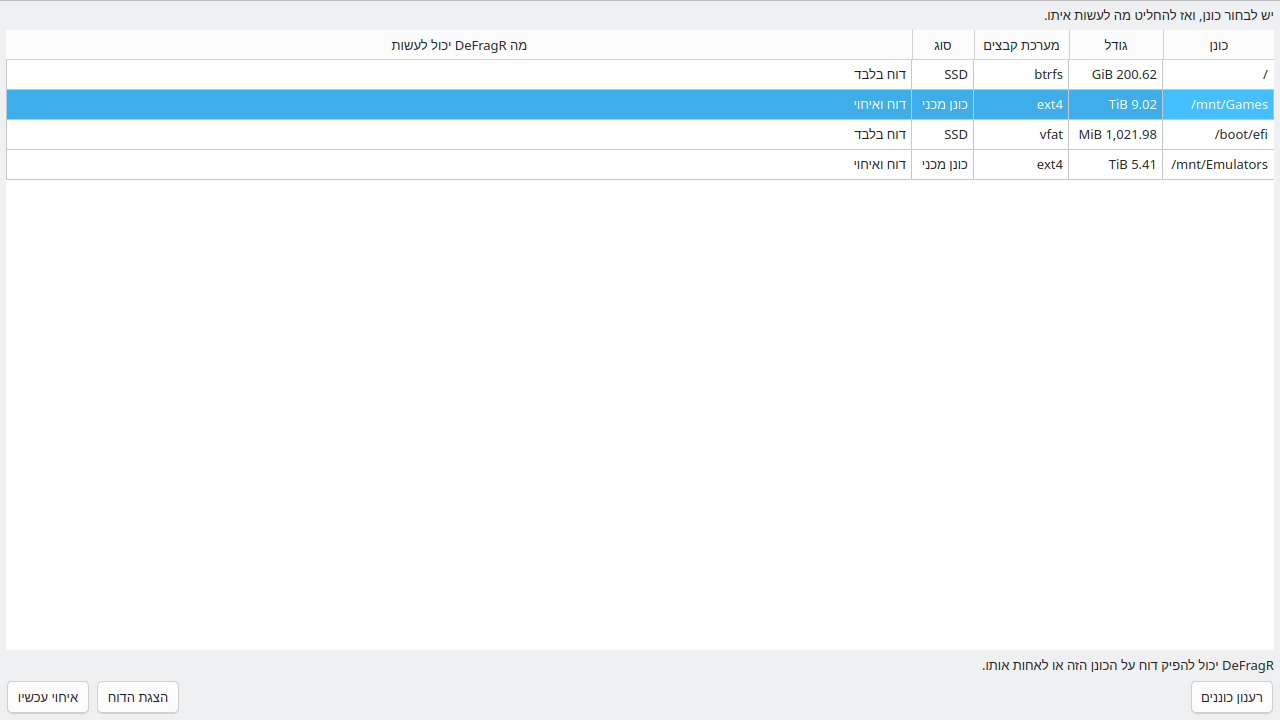 יש לבחור כונן, ואז להחליט מה לעשות איתו.
כונן גודל מערכת קבצים סוג מה DeFragR יכול לעשות
/ 200.62 GiB btrfs SSD דוח בלבד
/mnt/Games 9.02 TiB ext4 כונן מכני דוח ואיחוי
/boot/efi 1,021.98 MiB vfat SSD דוח בלבד
/mnt/Emulators 5.41 TiB ext4 כונן מכני דוח ואיחוי
DeFragR יכול להפיק דוח על הכונן הזה או לאחות אותו.
רענון כוננים הצגת הדוח איחוי עכשיו